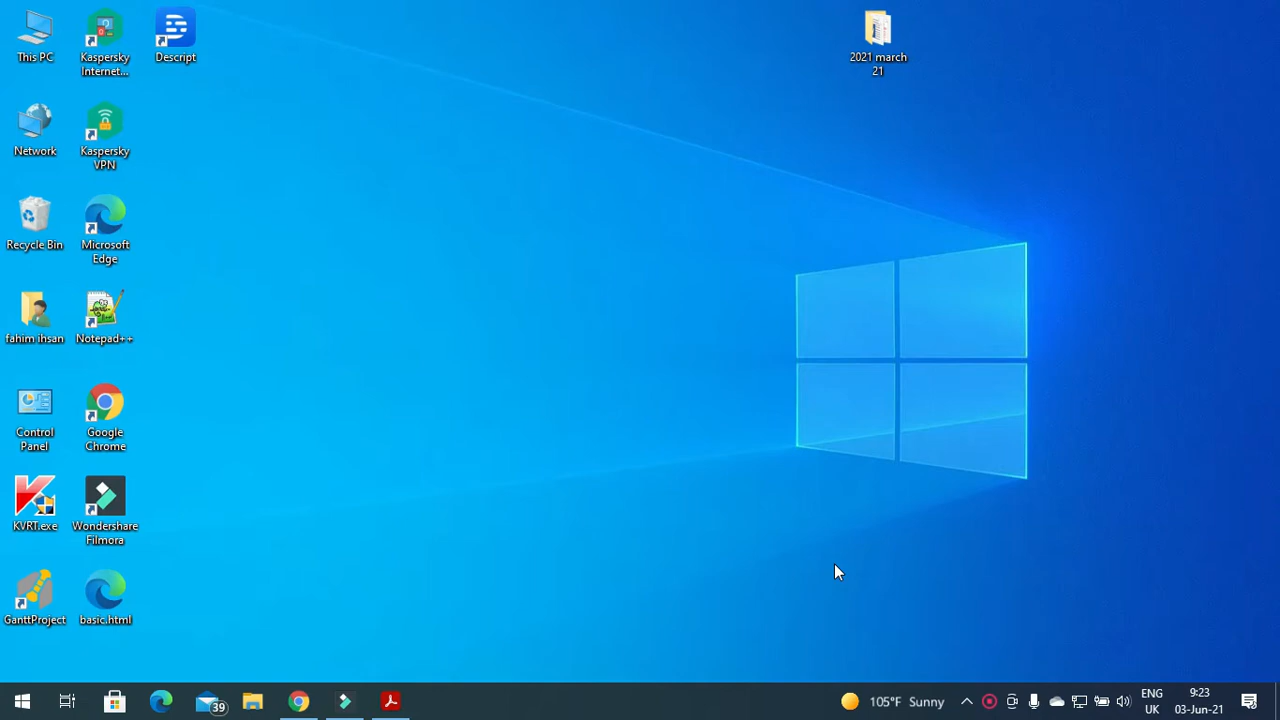 This PC
Kaspersky
Internet...
Descript
2021 march
21
Network
Kaspersky
VPN
Recycle Bin
Microsoft
Edge
fahim ihsan
Notepad++
Control
Panel
Google
Chrome
KVRT.exe
Wondershare
Filmora
GanttProject
basic.html
39
105°F Sunny
ENG
UK
9:23
03-Jun-21